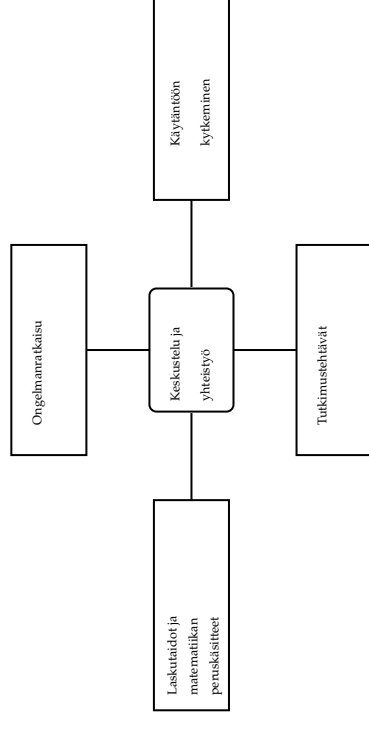 Ongelmanratkaisu
Laskutaidot ja
matematiikan
peruskäsitteet
Keskustelu ja
yhteistyö
Käytäntöön
kytkeminen
Tutkimustehtävät